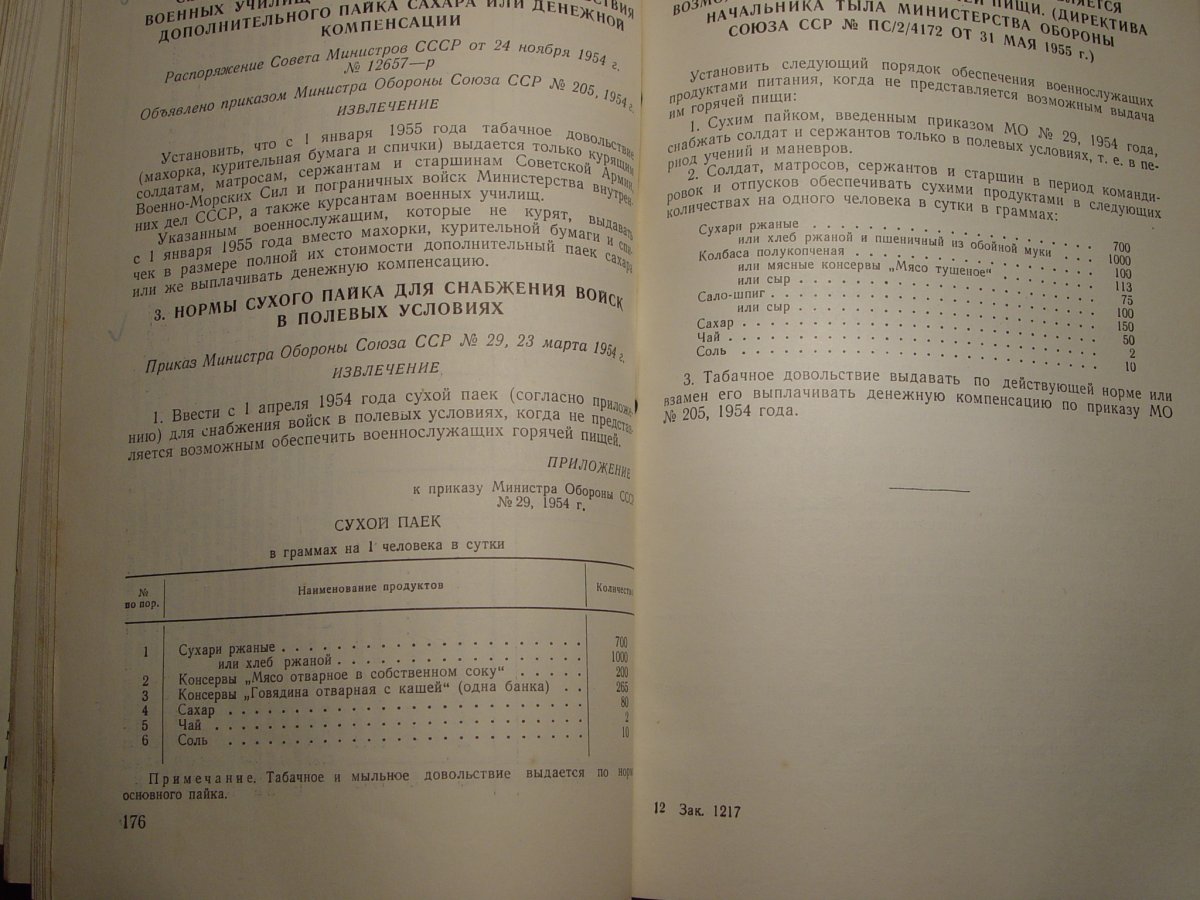 ВОЕННЫХ УЧИЛИЩ
ДОПОЛНИТЕЛЬНОГО ПАЙКА САХАРА ИЛИ ДЕНЕЖНОЙ
КОМПЕНСАЦИИ
Распоряжение Совета Министров СССР от 24 ноября 1954 г.
№ 12657—р
Объявлено приказом Министра Обороны Союза ССР № 205, 1954 г.
ИЗВЛЕЧЕНИЕ
Установить, что с 1 января 1955 года табачное довольствие
(махорка, курительная бумага и спички) выдается только курящим
солдатам, матросам, сержантам и старшинам Советской Армии,
Военно-Морских Сил и пограничных войск Министерства внутрен-
них дел СССР, а также курсантам военных училищ.
Указанным военнослужащим, которые не курят, выдавать
с 1 января 1955 года вместо махорки, курительной бумаги и спи-
чек в размере полной их стоимости дополнительный паек сахара
или же выплачивать денежную компенсацию.
3. НОРМЫ СУХОГО ПАЙКА ДЛЯ СНАБЖЕНИЯ ВОЙСК
В ПОЛЕВЫХ УСЛОВИЯХ
Приказ Министра Обороны Союза ССР № 29, 23 марта 1954 г.
ИЗВЛЕЧЕНИЕ
1. Ввести с 1 апреля 1954 года сухой паек (согласно приложе-
нию) для снабжения войск в полевых условиях, когда не представ-
ляется возможным обеспечить военнослужащих горячей пищей.
ПРИЛОЖЕНИЕ
к приказу Министра Обороны СССР
№ 29, 1954 г.
СУХОЙ ПАЕК
в граммах на 1 человека в сутки
№ по пор. Наименование продуктов Количество
1 Сухари ржаные 700
или хлеб ржаной 1000
2 Консервы „Мясо отварное в собственном соку“ 200
3 Консервы „Говядина отварная с кашей“ (одна банка) 265
4 Сахар 80
5 Чай 2
6 Соль 10
Примечание. Табачное и мыльное довольствие выдается по норм
основного пайка.
176
НАЧАЛЬНИКА ТЫЛА МИНИСТЕРСТВА ОБОРОНЫ
СОЮЗА ССР № ПС/2/4172 ОТ 31 МАЯ 1955 г.)
Установить следующий порядок обеспечения военнослужащих
продуктами питания, когда не представляется возможным выдача
им горячей пищи:
1. Сухим пайком, введенным приказом МО № 29, 1954 года,
снабжать солдат и сержантов только в полевых условиях, т. е. в пе-
риод учений и маневров.
2. Солдат, матросов, сержантов и старшин в период команди-
ровок и отпусков обеспечивать сухими продуктами в следующих
количествах на одного человека в сутки в граммах:
Сухари ржаные 700
или хлеб ржаной и пшеничный из обойной муки 1000
Колбаса полукопченая 100
или мясные консервы „Мясо тушеное“ 113
или сыр 75
Сало-шпиг 100
или сыр 150
Сахар 50
Чай 2
Соль 10
3. Табачное довольствие выдавать по действующей норме или
взамен его выплачивать денежную компенсацию по приказу МО
№ 205, 1954 года.
12 Зак. 1217